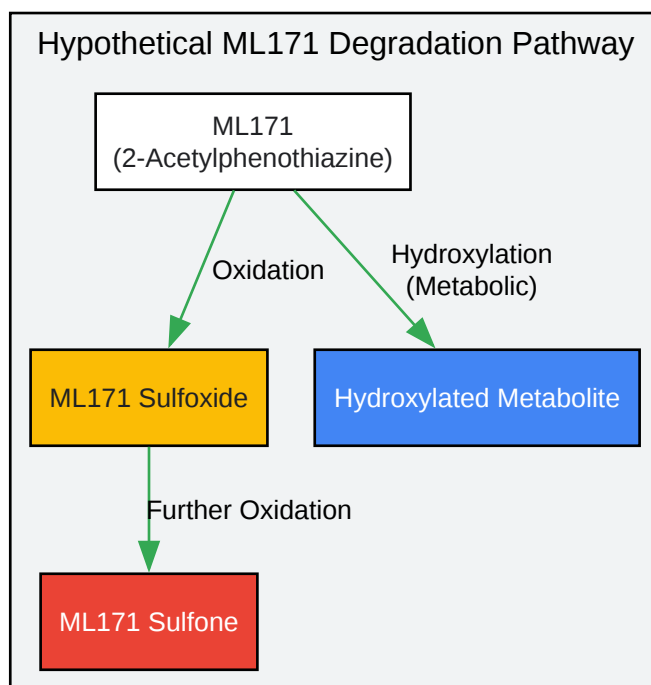 Hypothetical ML171 Degradation Pathway
ML171
(2-Acetylphenothiazine)
Oxidation
Hydroxylation
(Metabolic)
ML171 Sulfoxide
Hydroxylated Metabolite
Further Oxidation
ML171 Sulfone